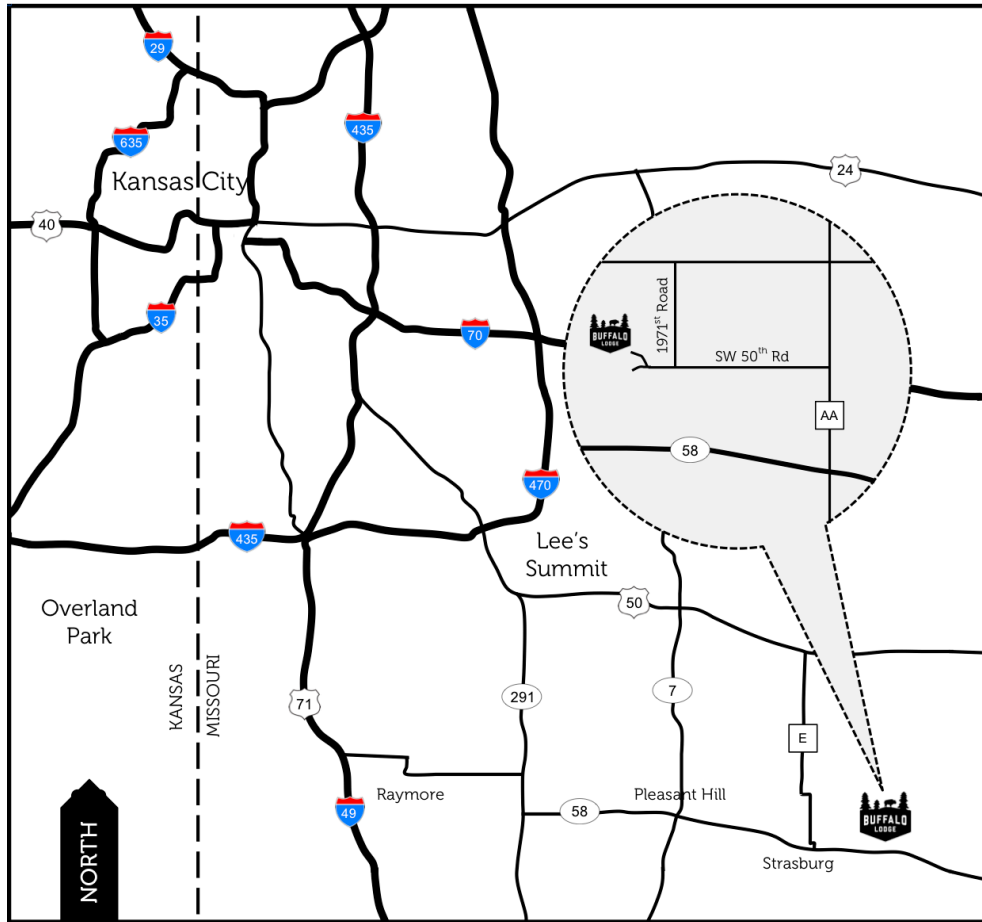 29
635
435
Kansas City
24
40
35
70
1971st Road
BUFFALO
LODGE
SW 50th Rd
AA
58
470
435
Lee's
Summit
Overland
Park
50
KANSAS
MISSOURI
71
291
7
E
49
Raymore
58
Pleasant Hill
BUFFALO
LODGE
Strasburg
NORTH